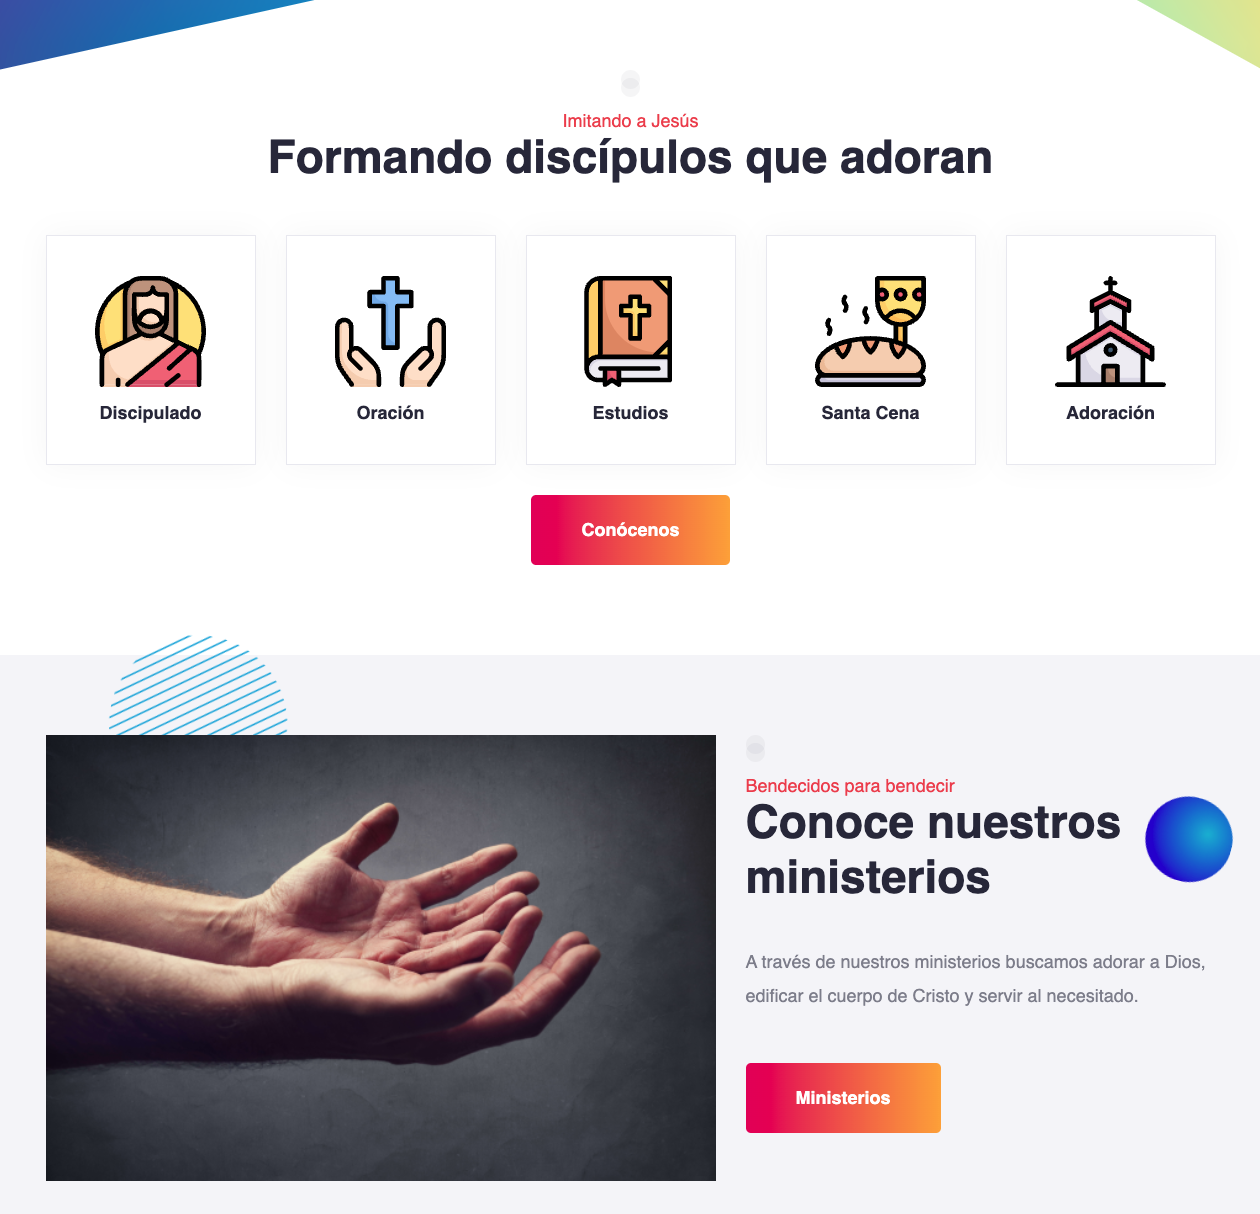 Imitando a Jesús
Formando discípulos que adoran
Discipulado
Oración
Estudios
Santa Cena
Adoración
Conócenos
Bendecidos para bendecir
Conoce nuestros
ministerios
A través de nuestros ministerios buscamos adorar a Dios,
edificar el cuerpo de Cristo y servir al necesitado.
Ministerios